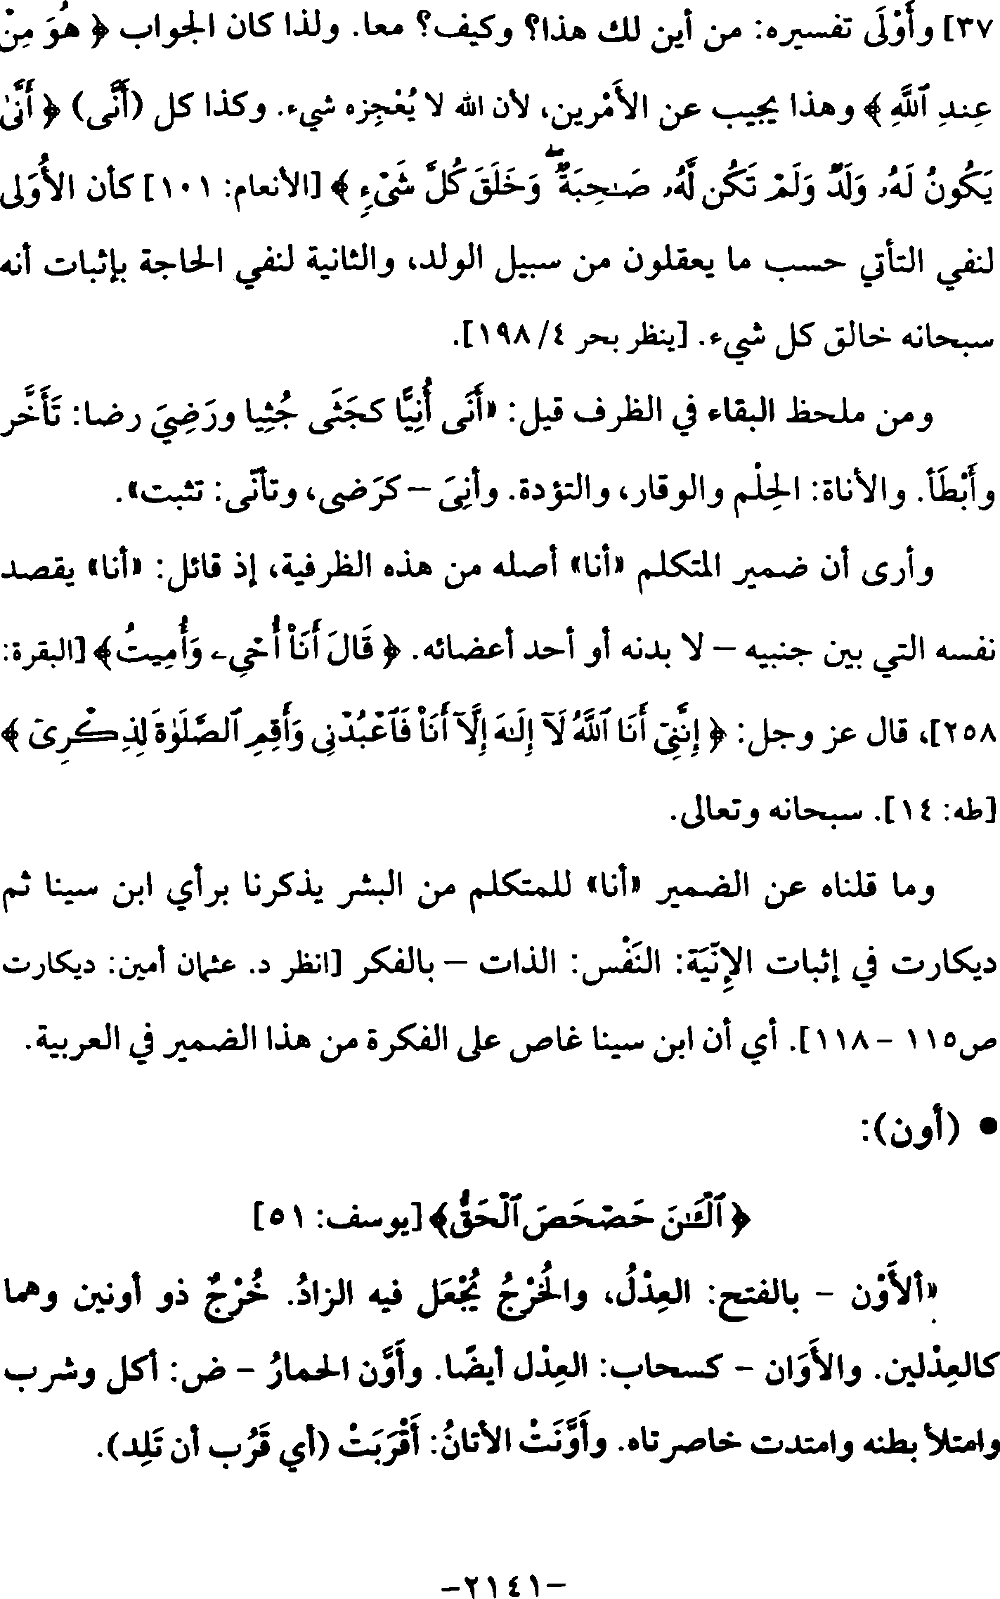 ٣٧] وأَوْلَى تفسيره: من أين لك هذا؟ وكيف؟ معا. ولذا كان الجواب ﴿ هُوَ مِنْ
عِندِ ٱللَّهِ ﴾ وهذا يجيب عن الأَمْرين، لأن الله لا يُعْجِزه شيء. وكذا كل (أَنَّى) ﴿ أَنَّىٰ
يَكُونُ لَهُۥ وَلَدٌ وَلَمْ تَكُن لَّهُۥ صَـٰحِبَةٌ ۖ وَخَلَقَ كُلَّ شَىْءٍ ﴾ [الأنعام: ١٠١] كأن الأُوَلى
لنفي التأتي حسب ما يعقلون من سبيل الولد، والثانية لنفي الحاجة بإثبات أنه
سبحانه خالق كل شيء. [ينظر بحر ٤/ ١٩٨].
ومن ملحظ البقاء في الظرف قيل: «أَنَى أُنِيًّا كجَثَى جُثِيا ورَضِيَ رضا: تَأَخَّر
وأَبْطَأ. والأناة: الحِلْم والوقار، والتؤدة. وأنِىَ – كرَضى، وتأنّى: تثبت».
وأرى أن ضمير المتكلم «أنا» أصله من هذه الظرفية، إذ قائل: «أنا» يقصد
نفسه التي بين جنبيه – لا بدنه أو أحد أعضائه. ﴿ قَالَ أَنَا۠ أُحْىِۦ وَأُمِيتُ﴾ [البقرة:
٢٥٨]، قال عز وجل: ﴿ إِنَّنِىٓ أَنَا ٱللَّهُ لَآ إِلَـٰهَ إِلَّآ أَنَا۠ فَٱعْبُدْنِى وَأَقِمِ ٱلصَّلَوٰةَ لِذِكْرِىٓ ﴾
[طه: ١٤]. سبحانه وتعالى.
وما قلناه عن الضمير «أنا» للمتكلم من البشر يذكرنا برأي ابن سينا ثم
ديكارت في إثبات الإِنِّيَة: النَفْس: الذات – بالفكر [انظر د. عثمان أمين: ديكارت
ص١١٥ – ١١٨]. أي أن ابن سينا غاص على الفكرة من هذا الضمير في العربية.
• (أون):
﴿ ٱلْـَٔـٰنَ حَصْحَصَ ٱلْحَقُّ﴾ [يوسف: ٥١]
«ألأَوْن – بالفتح: العِدْلُ، والخُرْجُ يُجْعَل فيه الزادُ. خُرْجٌ ذو أونين وهما
كالعِدْلين. والأَوَان – كسحاب: العِدْل أيضًا. وأَوَّن الحمارُ – ض: أكل وشرب
وامتلأ بطنه وامتدت خاصرتاه. وأَوَّنَتْ الأتانُ: أَقْرَبَتْ (أي قَرُب أن تَلِد).
-٢١٤١-